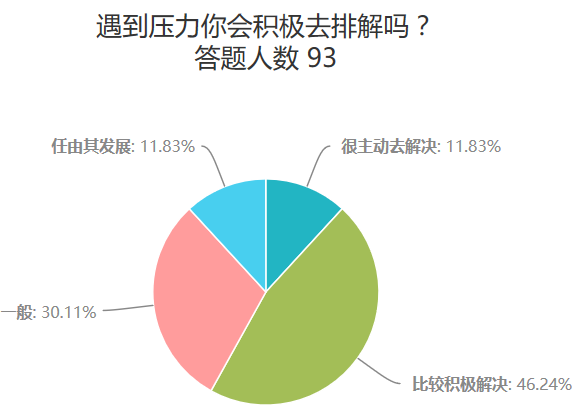 遇到压力你会积极去排解吗？
答题人数 93
任由其发展: 11.83%
很主动去解决: 11.83%
一般: 30.11%
比较积极解决: 46.24%